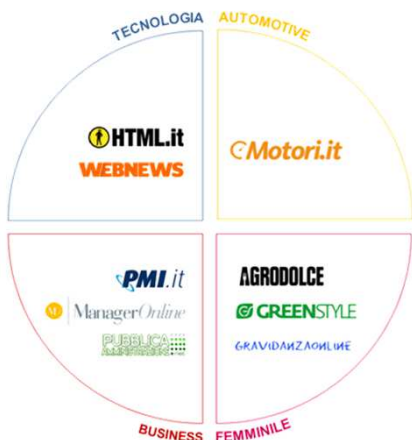 TECNOLOGIA
AUTOMOTIVE
HTML.it
WEBNEWS
Motori.it
PMI.it
M ManagerOnline
PUBBLICA
AMMINISTRAZIONE
AGRODOLCE
GREENSTYLE
GRAVIDANZAONLINE
BUSINESS
FEMMINILE